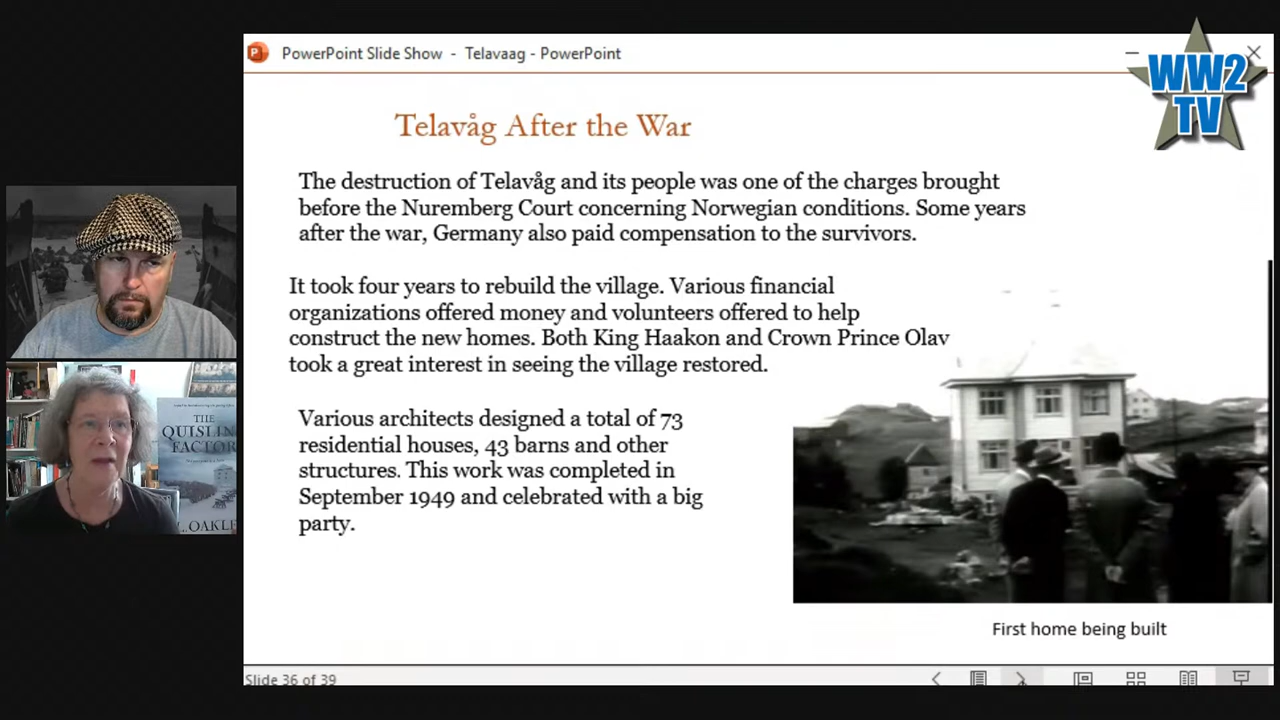 PowerPoint Slide Show - Telavaag - PowerPoint
WW2
TV
Telavåg After the War
The destruction of Telavåg and its people was one of the charges brought
before the Nuremberg Court concerning Norwegian conditions. Some years
after the war, Germany also paid compensation to the survivors.
It took four years to rebuild the village. Various financial
organizations offered money and volunteers offered to help
construct the new homes. Both King Haakon and Crown Prince Olav
took a great interest in seeing the village restored.
Various architects designed a total of 73
residential houses, 43 barns and other
structures. This work was completed in
September 1949 and celebrated with a big
party.
First home being built
THE
QUISLIN
FACTOR
OAKLE
Slide 36 of 39